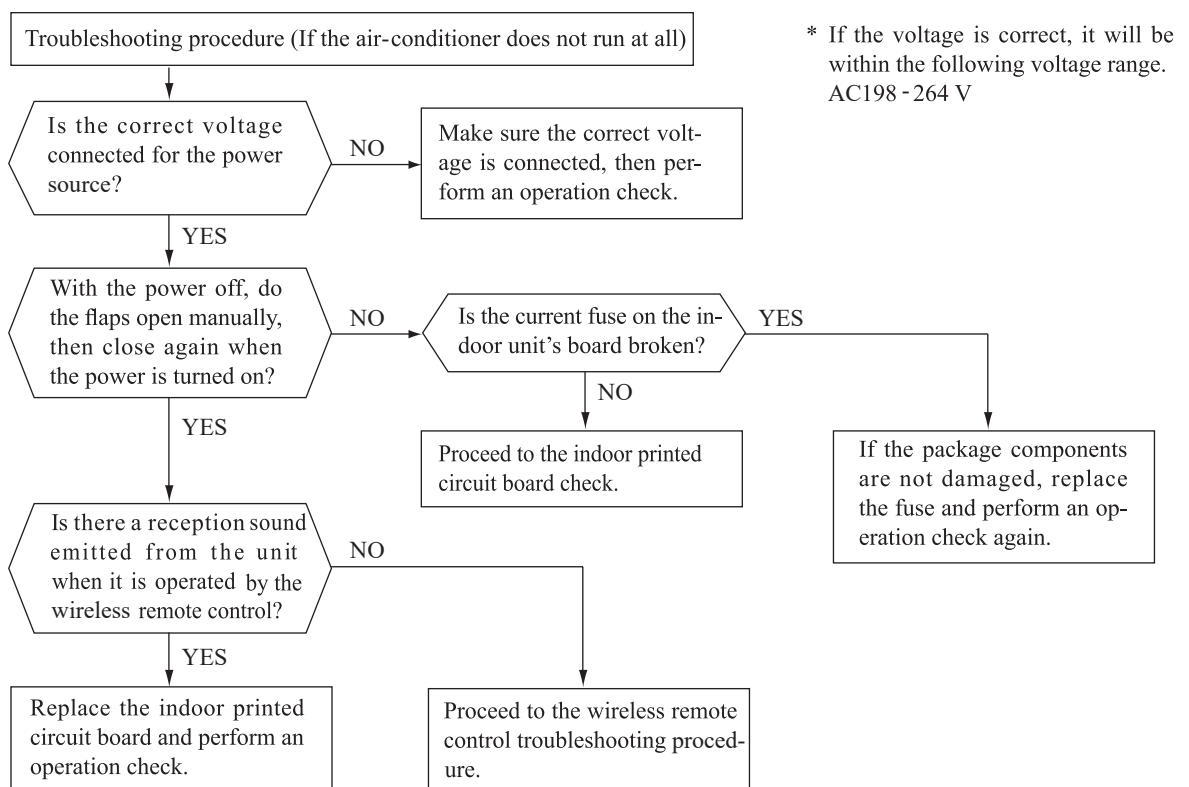 Troubleshooting procedure (If the air-conditioner does not run at all)
* If the voltage is correct, it will be
within the following voltage range.
AC198 - 264 V
Is the correct voltage
connected for the power
source?
NO
Make sure the correct volt-
age is connected, then per-
form an operation check.
YES
With the power off, do
the flaps open manually,
then close again when
the power is turned on?
NO
Is the current fuse on the in-
door unit's board broken?
YES
NO
YES
Proceed to the indoor printed
circuit board check.
If the package components
are not damaged, replace
the fuse and perform an op-
eration check again.
Is there a reception sound
emitted from the unit
when it is operated by the
wireless remote control?
NO
YES
Replace the indoor printed
circuit board and perform an
operation check.
Proceed to the wireless remote
control troubleshooting proced-
ure.